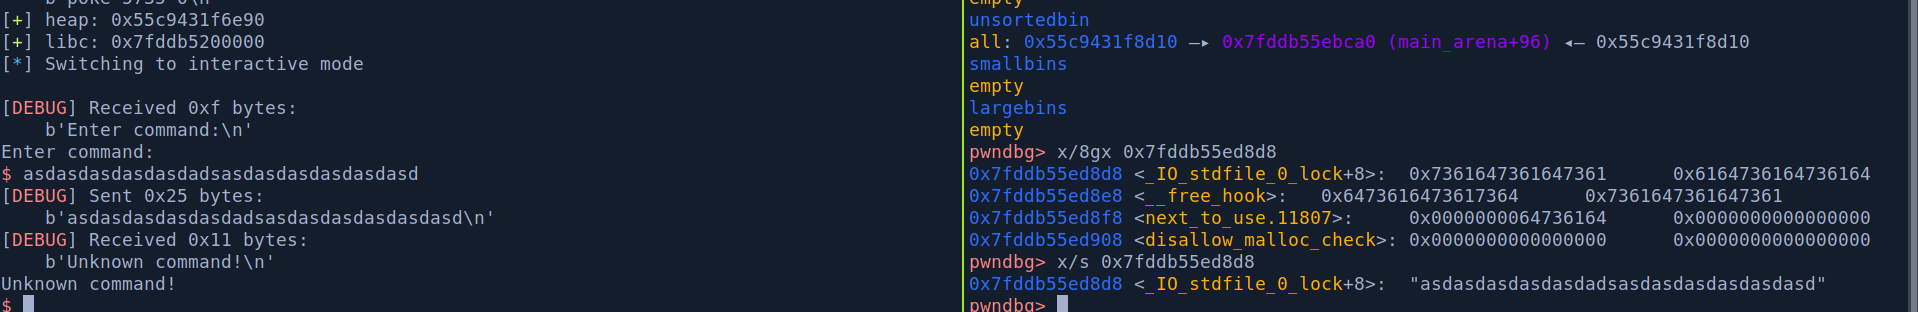 [+] heap: 0x55c9431f6e90
[+] libc: 0x7fddb5200000
[*] Switching to interactive mode
[DEBUG] Received 0xf bytes:
b'Enter command:\n'
Enter command:
$ asdasdasdasdasdadsasdasdasdasdasdasd
[DEBUG] Sent 0x25 bytes:
b'asdasdasdasdasdadsasdasdasdasdasdasd\n'
[DEBUG] Received 0x11 bytes:
b'Unknown command!\n'
Unknown command!
$
empty
unsortedbin
all: 0x55c9431f8d10 —▸ 0x7fddb55ebca0 (main_arena+96) ◂— 0x55c9431f8d10
smallbins
empty
largebins
empty
pwndbg> x/8gx 0x7fddb55ed8d8
0x7fddb55ed8d8 <_IO_stdfile_0_lock+8>: 0x7361647361647361 0x6164736164736164
0x7fddb55ed8e8 <__free_hook>: 0x6473616473617364 0x7361647361647361
0x7fddb55ed8f8 <next_to_use.11807>: 0x0000000064736164 0x0000000000000000
0x7fddb55ed908 <disallow_malloc_check>: 0x0000000000000000 0x0000000000000000
pwndbg> x/s 0x7fddb55ed8d8
0x7fddb55ed8d8 <_IO_stdfile_0_lock+8>: "asdasdasdasdasdadsasdasdasdasdasdasd"
pwndbg>